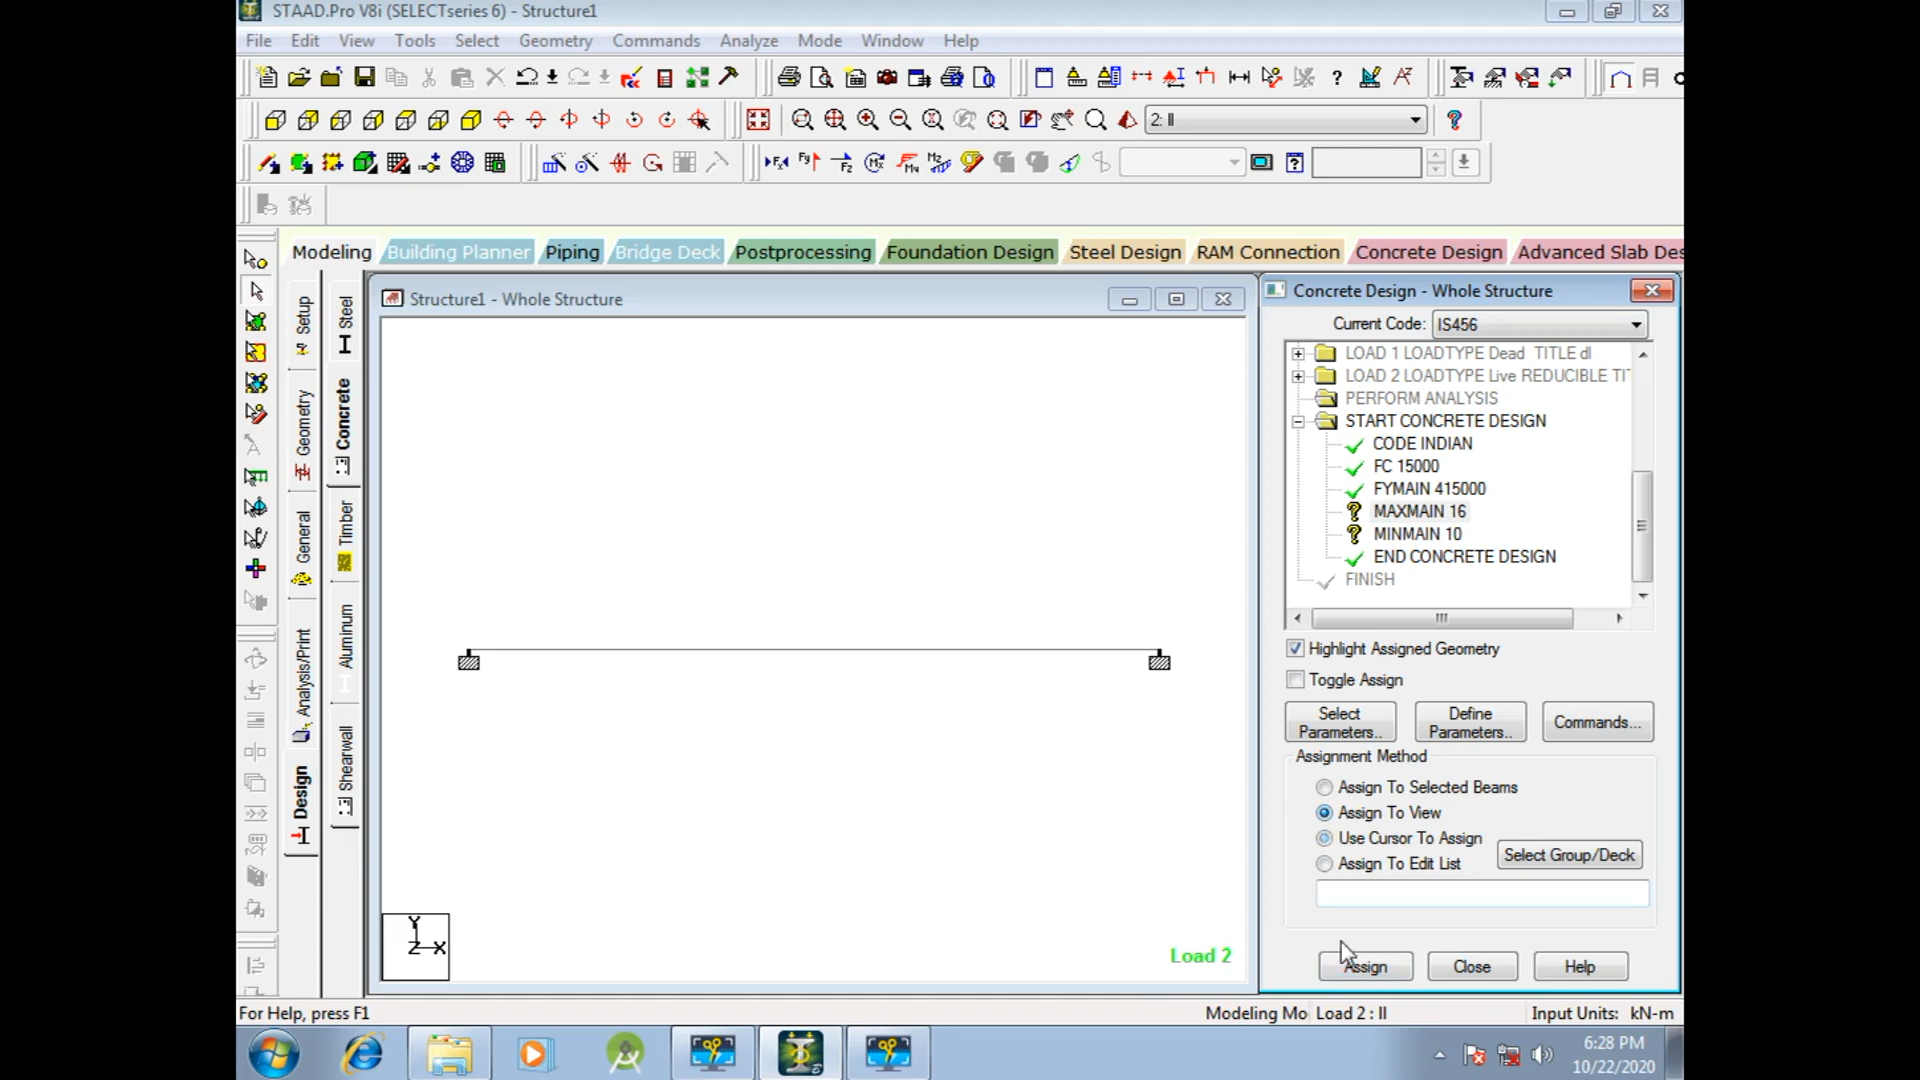 STAAD.Pro V8i (SELECTseries 6) - Structure1
File Edit View Tools Select Geometry Commands Analyze Mode Window Help
2: ll
Modeling Building Planner Piping Bridge Deck Postprocessing Foundation Design Steel Design RAM Connection Concrete Design Advanced Slab Des
Setup
Geometry
General
Analysis/Print
Design
Steel
Concrete
Timber
Aluminum
Shearwall
Structure1 - Whole Structure
Y
Z X
Load 2
Concrete Design - Whole Structure
Current Code: IS456
LOAD 1 LOADTYPE Dead TITLE dl
LOAD 2 LOADTYPE Live REDUCIBLE TIT
PERFORM ANALYSIS
START CONCRETE DESIGN
CODE INDIAN
FC 15000
FYMAIN 415000
MAXMAIN 16
MINMAIN 10
END CONCRETE DESIGN
FINISH
Highlight Assigned Geometry
Toggle Assign
Select Parameters..
Define Parameters..
Commands...
Assignment Method
Assign To Selected Beams
Assign To View
Use Cursor To Assign
Assign To Edit List
Select Group/Deck
Assign Close Help
For Help, press F1
Modeling Mo Load 2 : ll Input Units: kN-m
6:28 PM
10/22/2020